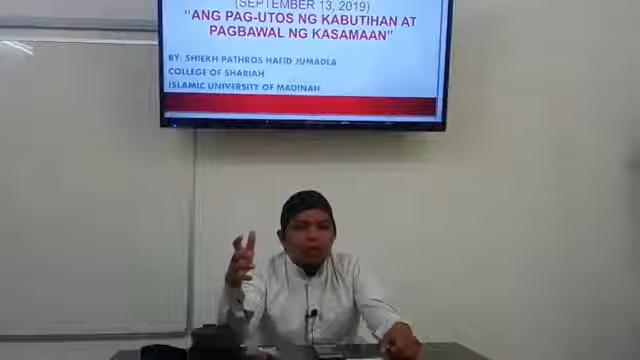 (SEPTEMBER 13, 2019)
"ANG PAG-UTOS NG KABUTIHAN AT
PAGBAWAL NG KASAMAAN"
BY: SHIEKH PATHROS HAFID JUMADLA
COLLEGE OF SHARIAH
ISLAMIC UNIVERSITY OF MADINAH